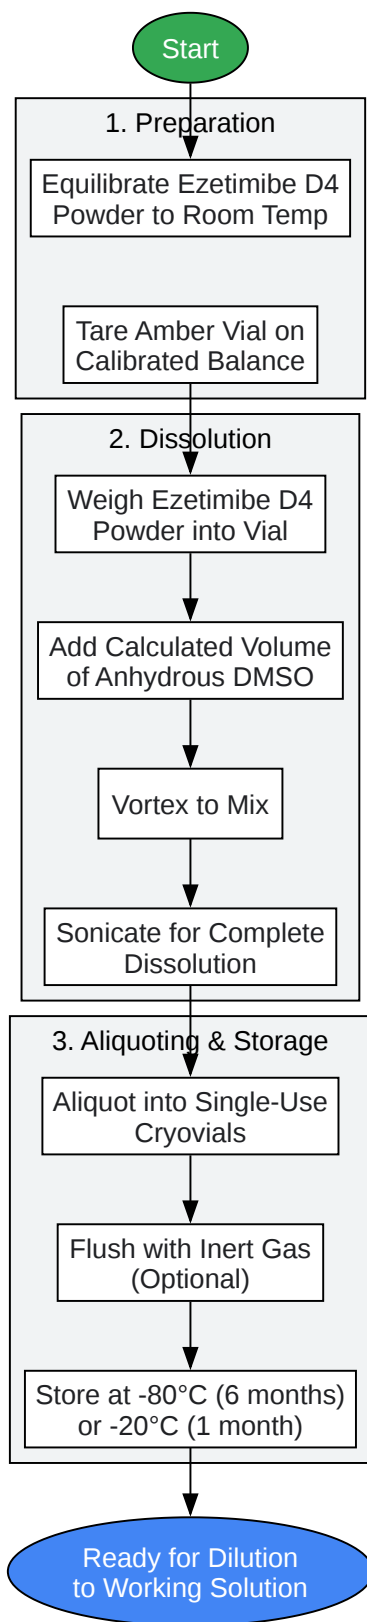 Start
1. Preparation
Equilibrate Ezetimibe D4
Powder to Room Temp
Tare Amber Vial on
Calibrated Balance
2. Dissolution
Weigh Ezetimibe D4
Powder into Vial
Add Calculated Volume
of Anhydrous DMSO
Vortex to Mix
Sonicate for Complete
Dissolution
3. Aliquoting & Storage
Aliquot into Single-Use
Cryovials
Flush with Inert Gas
(Optional)
Store at -80°C (6 months)
or -20°C (1 month)
Ready for Dilution
to Working Solution